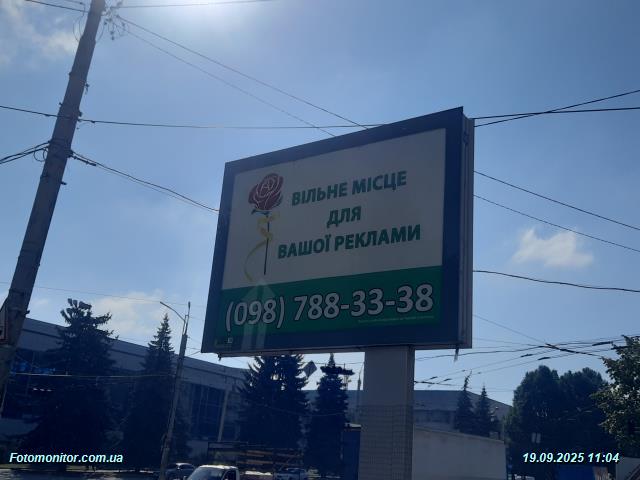 ВІЛЬНЕ МІСЦЕ
ДЛЯ
ВАШОЇ РЕКЛАМИ
(098) 788-33-38
Fotomonitor.com.ua
19.09.2025 11:04